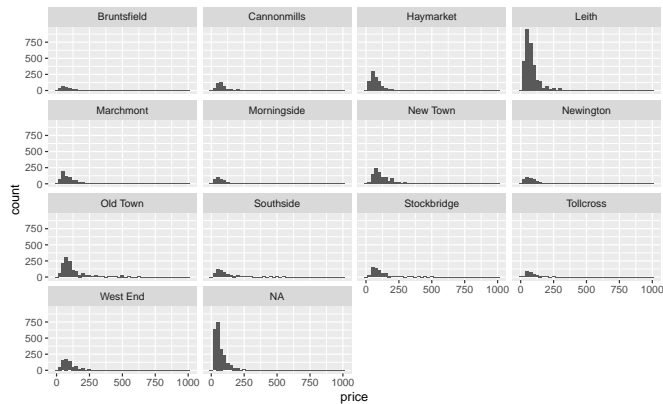 Bruntsfield Cannonmills Haymarket Leith
750
500
250
0
Marchmont Morningside New Town Newington
750
500
250
0
Old Town Southside Stockbridge Tollcross
750
500
250
0
0 250 500 750 1000 0 250 500 750 1000
West End NA
750
500
250
0
0 250 500 750 1000 0 250 500 750 1000
count
price